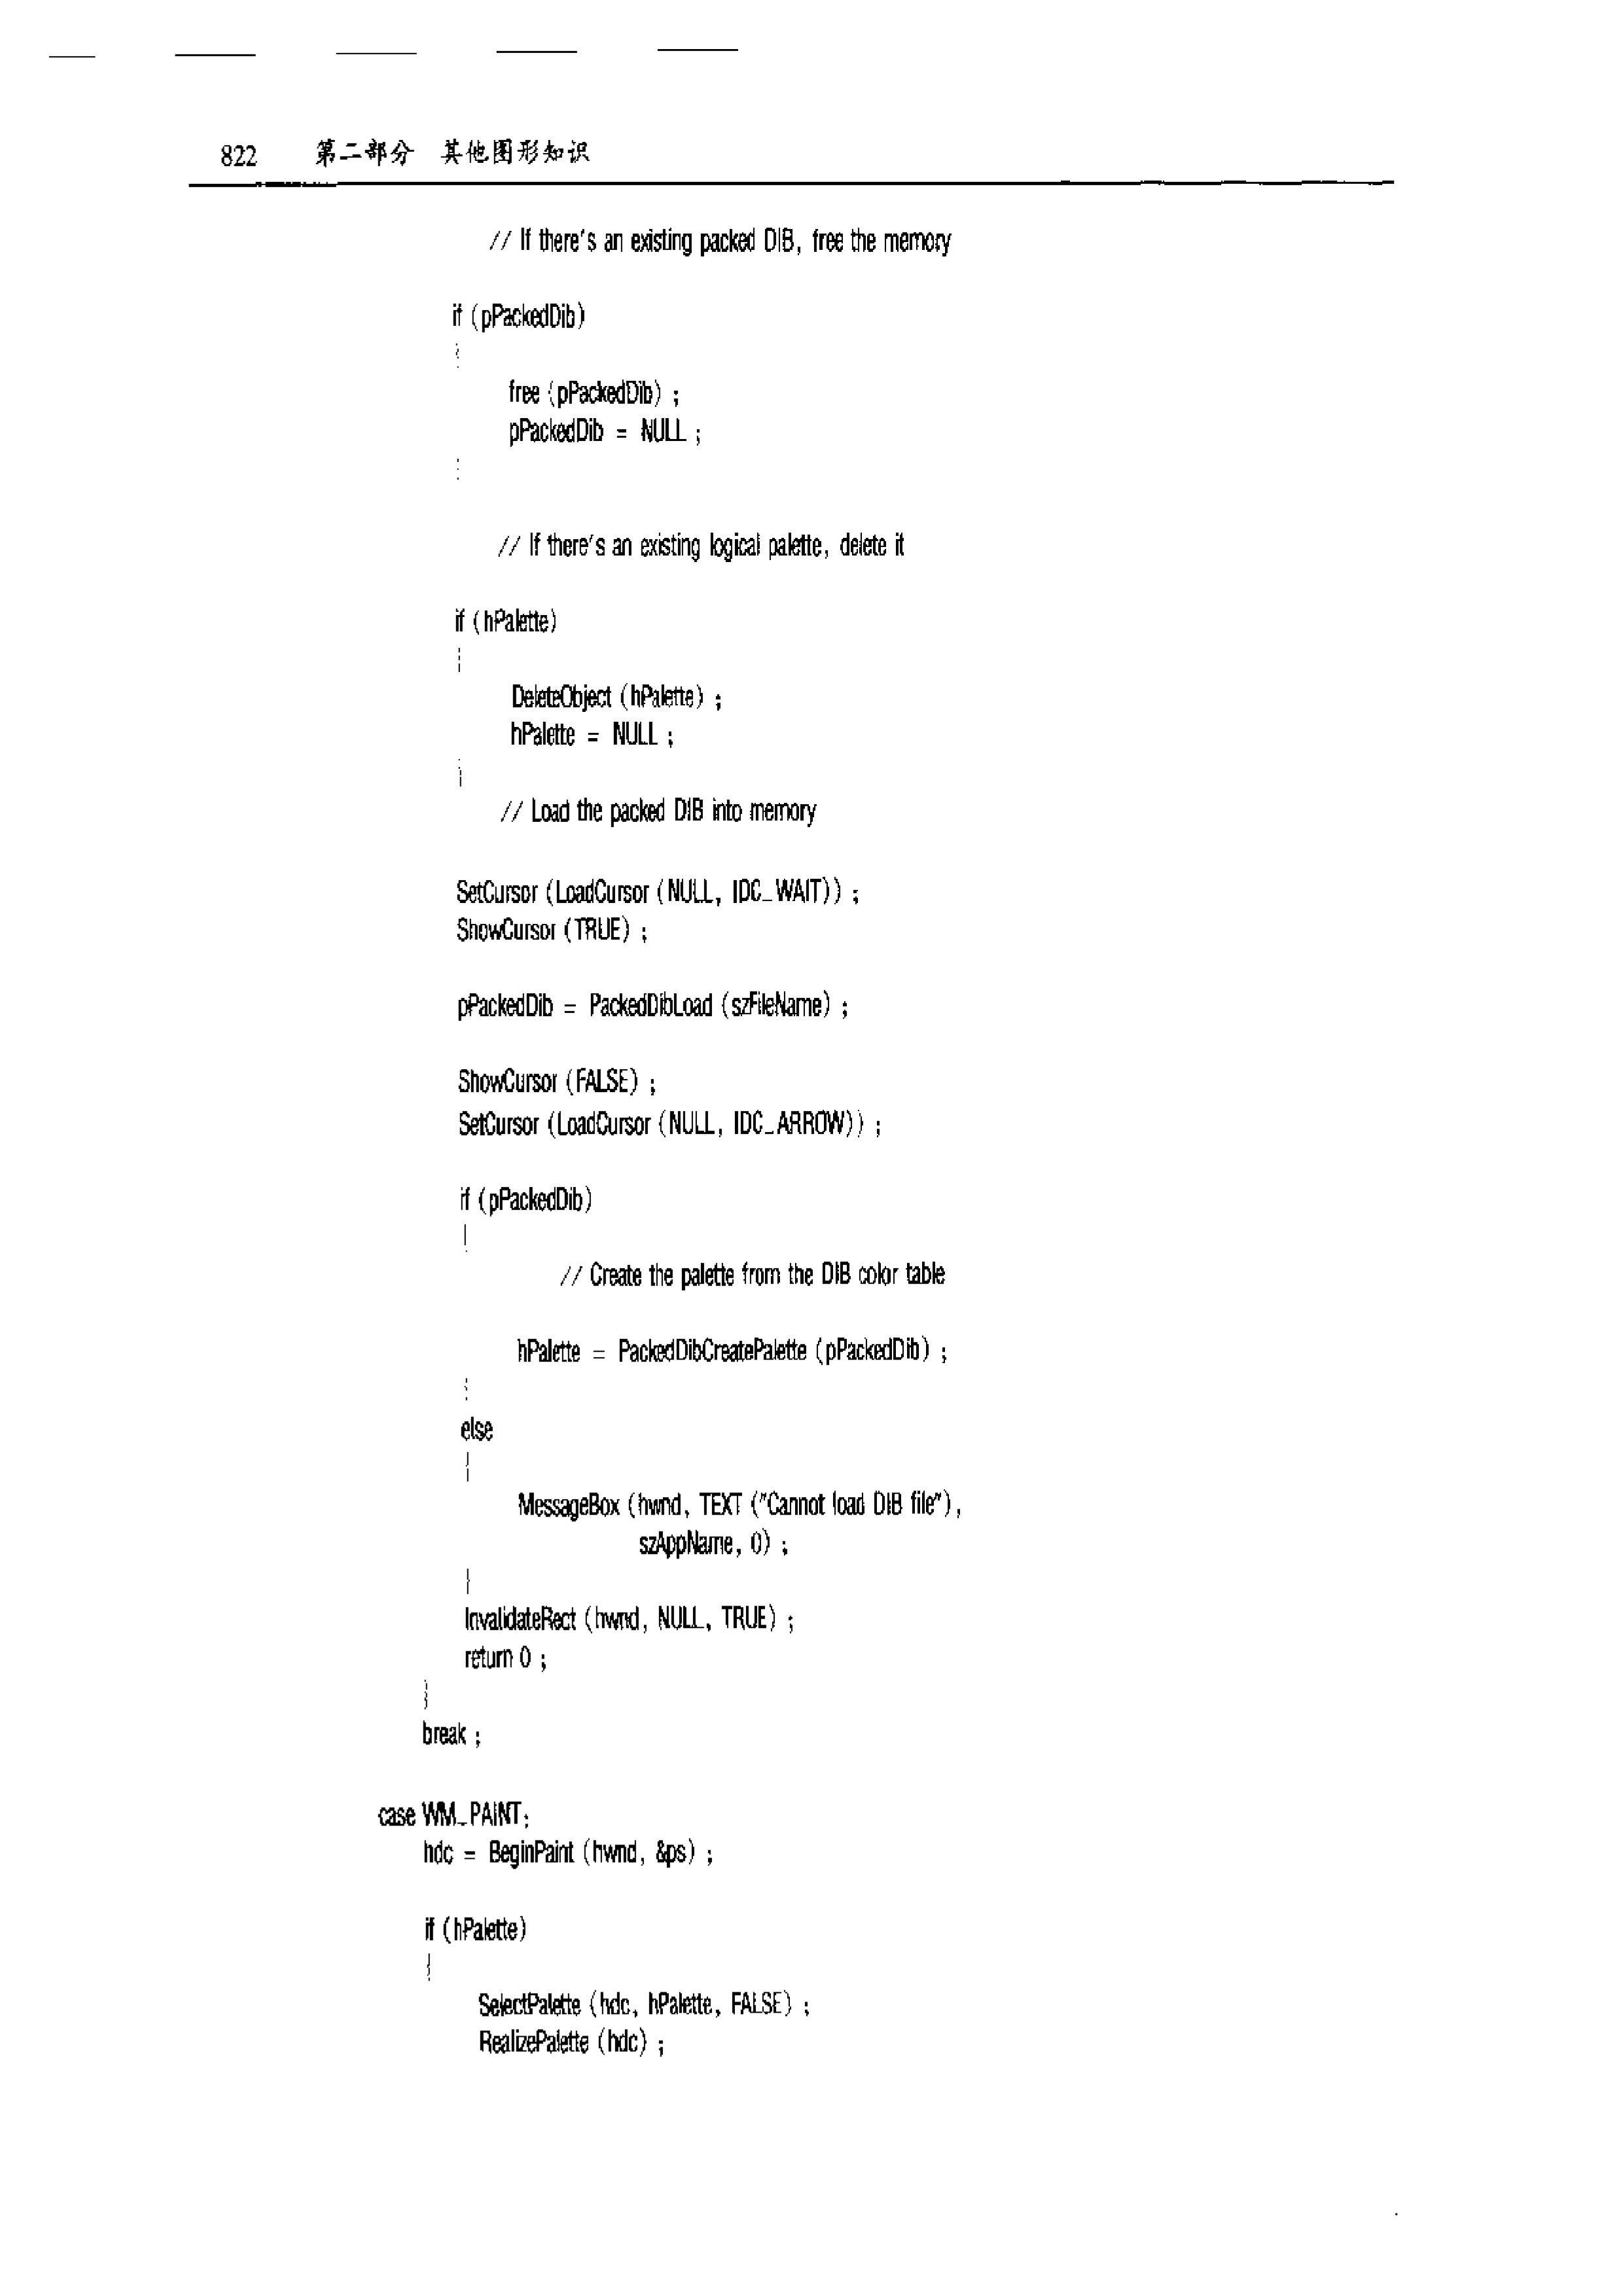 822 第二部分 其他图形知识
// If there's an existing packed DIB, free the memory
if (pPackedDib)
{
free (pPackedDib) ;
pPackedDib = NULL ;
}
// If there's an existing logical palette, delete it
if (hPalette)
{
DeleteObject (hPalette) ;
hPalette = NULL ;
}
// Load the packed DIB into memory
SetCursor (LoadCursor (NULL, IDC_WAIT)) ;
ShowCursor (TRUE) ;
pPackedDib = PackedDibLoad (szFileName) ;
ShowCursor (FALSE) ;
SetCursor (LoadCursor (NULL, IDC_ARROW)) ;
if (pPackedDib)
{
// Create the palette from the DIB color table
hPalette = PackedDibCreatePalette (pPackedDib) ;
}
else
{
MessageBox (hwnd, TEXT ("Cannot load DIB file"),
szAppName, 0) ;
}
InvalidateRect (hwnd, NULL, TRUE) ;
return 0 ;
}
break ;
case WM_PAINT:
hdc = BeginPaint (hwnd, &ps) ;
if (hPalette)
{
SelectPalette (hdc, hPalette, FALSE) ;
RealizePalette (hdc) ;